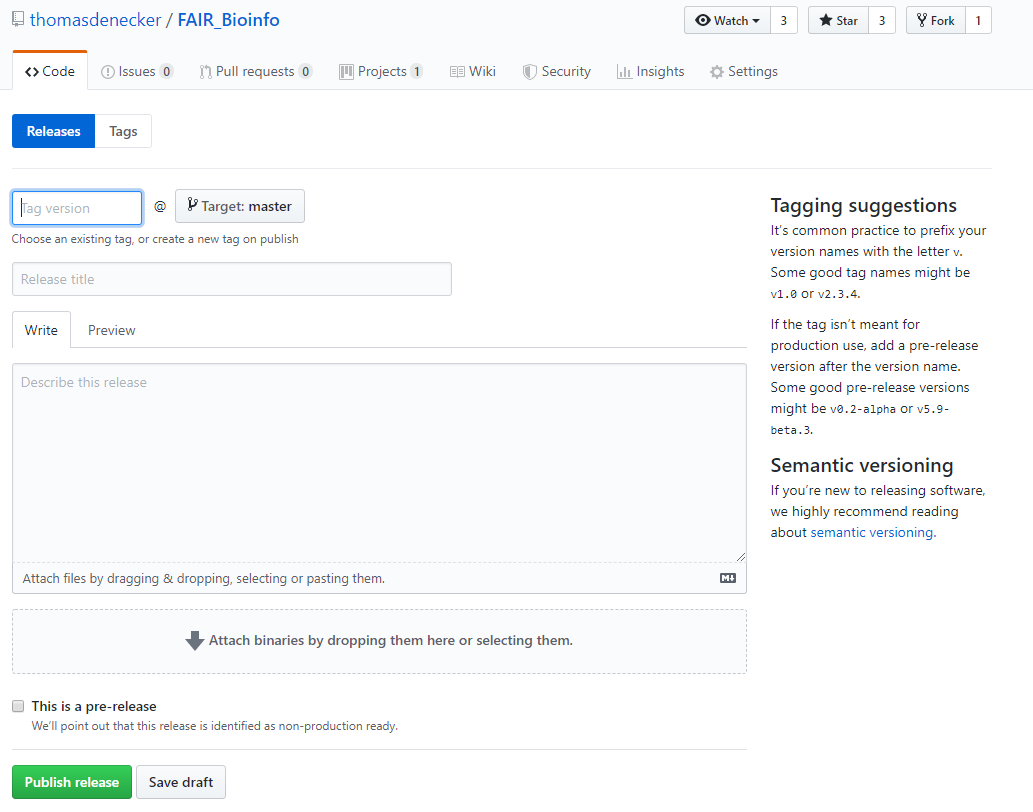 thomasdenecker / FAIR_Bioinfo
Watch 3 Star 3 Fork 1
Code Issues 0 Pull requests 0 Projects 1 Wiki Security Insights Settings
Releases Tags
Tag version @ Target: master
Choose an existing tag, or create a new tag on publish
Release title
Write Preview
Describe this release
Attach files by dragging & dropping, selecting or pasting them.
Attach binaries by dropping them here or selecting them.
This is a pre-release
We'll point out that this release is identified as non-production ready.
Publish release Save draft
Tagging suggestions
It's common practice to prefix your
version names with the letter v.
Some good tag names might be
v1.0 or v2.3.4.
If the tag isn't meant for
production use, add a pre-release
version after the version name.
Some good pre-release versions
might be v0.2-alpha or v5.9-
beta.3.
Semantic versioning
If you're new to releasing software,
we highly recommend reading
about semantic versioning.